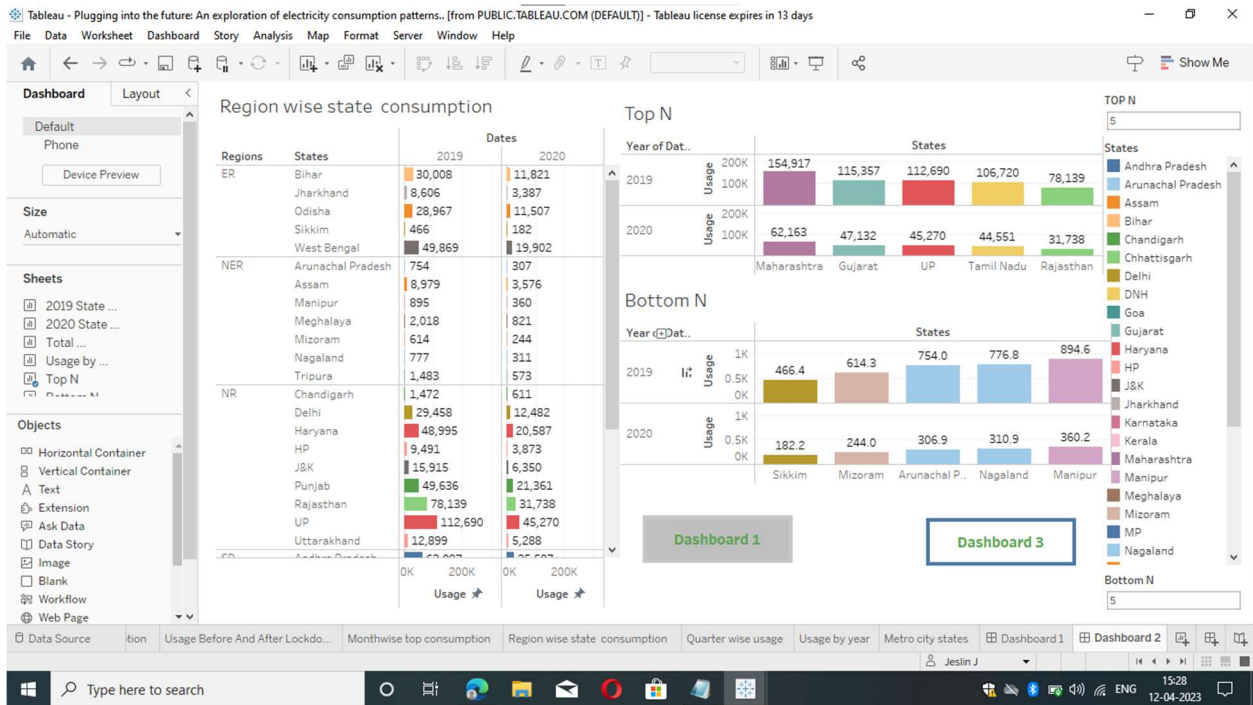 Tableau - Plugging into the future: An exploration of electricity consumption patterns.. [from PUBLIC.TABLEAU.COM (DEFAULT)] - Tableau license expires in 13 days
File Data Worksheet Dashboard Story Analysis Map Format Server Window Help
Show Me
Dashboard Layout
Default
Phone
Device Preview
Size
Automatic
Sheets
2019 State ...
2020 State ...
Total ...
Usage by ...
Top N
Bottom N
Objects
Horizontal Container
Vertical Container
Text
Extension
Ask Data
Data Story
Image
Blank
Workflow
Web Page
Region wise state consumption
Dates
Regions States 2019 2020
ER Bihar 30,008 11,821
Jharkhand 8,606 3,387
Odisha 28,967 11,507
Sikkim 466 182
West Bengal 49,869 19,902
NER Arunachal Pradesh 754 307
Assam 8,979 3,576
Manipur 895 360
Meghalaya 2,018 821
Mizoram 614 244
Nagaland 777 311
Tripura 1,483 573
NR Chandigarh 1,472 611
Delhi 29,458 12,482
Haryana 48,995 20,587
HP 9,491 3,873
J&K 15,915 6,350
Punjab 49,636 21,361
Rajasthan 78,139 31,738
UP 112,690 45,270
Uttarakhand 12,899 5,288
SR Andhra Pradesh
0K 200K 0K 200K
Usage Usage
Top N
Year of Dat.. States
2019 Usage 200K 100K 154,917 115,357 112,690 106,720 78,139
2020 Usage 200K 100K 62,163 47,132 45,270 44,551 31,738
Maharashtra Gujarat UP Tamil Nadu Rajasthan
Bottom N
Year Dat.. States
2019 Usage 1K 0.5K 0K 466.4 614.3 754.0 776.8 894.6
2020 Usage 1K 0.5K 0K 182.2 244.0 306.9 310.9 360.2
Sikkim Mizoram Arunachal P.. Nagaland Manipur
Dashboard 1 Dashboard 3
TOP N
5
States
Andhra Pradesh
Arunachal Pradesh
Assam
Bihar
Chandigarh
Chhattisgarh
Delhi
DNH
Goa
Gujarat
Haryana
HP
J&K
Jharkhand
Karnataka
Kerala
Maharashtra
Manipur
Meghalaya
Mizoram
MP
Nagaland
Bottom N
5
Data Source tion Usage Before And After Lockdo... Monthwise top consumption Region wise state consumption Quarter wise usage Usage by year Metro city states Dashboard 1 Dashboard 2
Jeslin J
Type here to search
ENG
15:28
12-04-2023